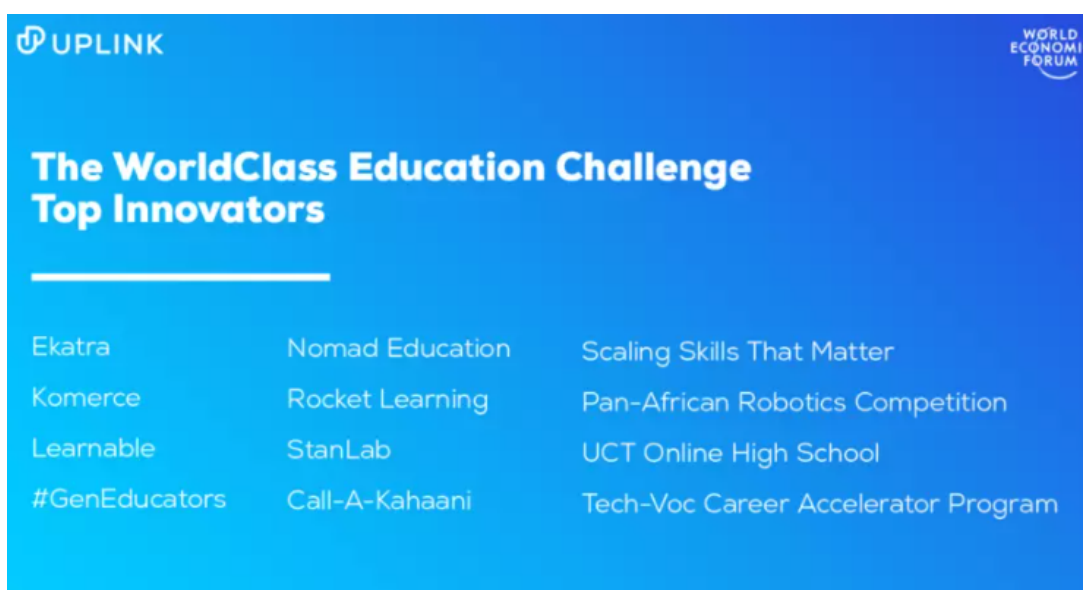 UPLINK
WORLD
ECONOMI
FORUM
The WorldClass Education Challenge
Top Innovators
Ekatra
Komerce
Learnable
#GenEducators
Nomad Education
Rocket Learning
StanLab
Call-A-Kahaani
Scaling Skills That Matter
Pan-African Robotics Competition
UCT Online High School
Tech-Voc Career Accelerator Program